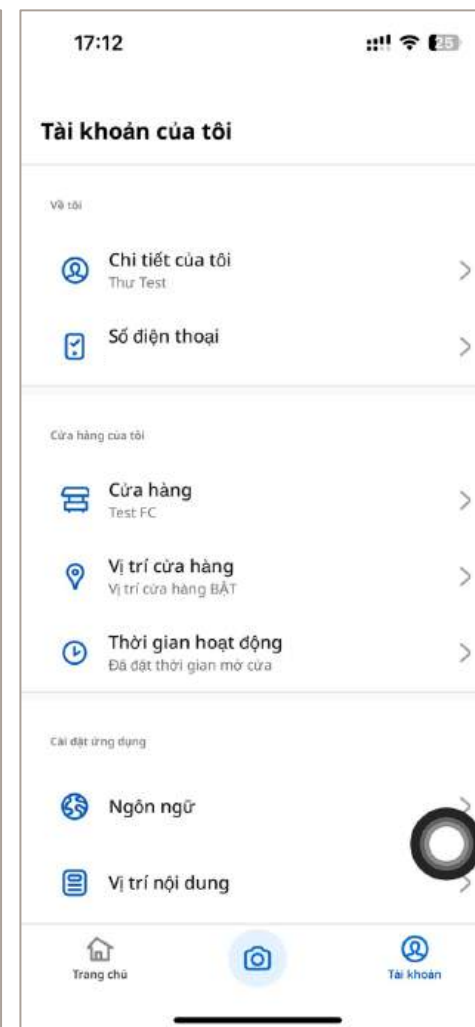 17:12
25
Tài khoản của tôi
Về tôi
Chi tiết của tôi
Thư Test
Số điện thoại
Cửa hàng của tôi
Cửa hàng
Test FC
Vị trí cửa hàng
Vị trí cửa hàng BẬT
Thời gian hoạt động
Đã đặt thời gian mở cửa
Cài đặt ứng dụng
Ngôn ngữ
Vị trí nội dung
Trang chủ
Tài khoản